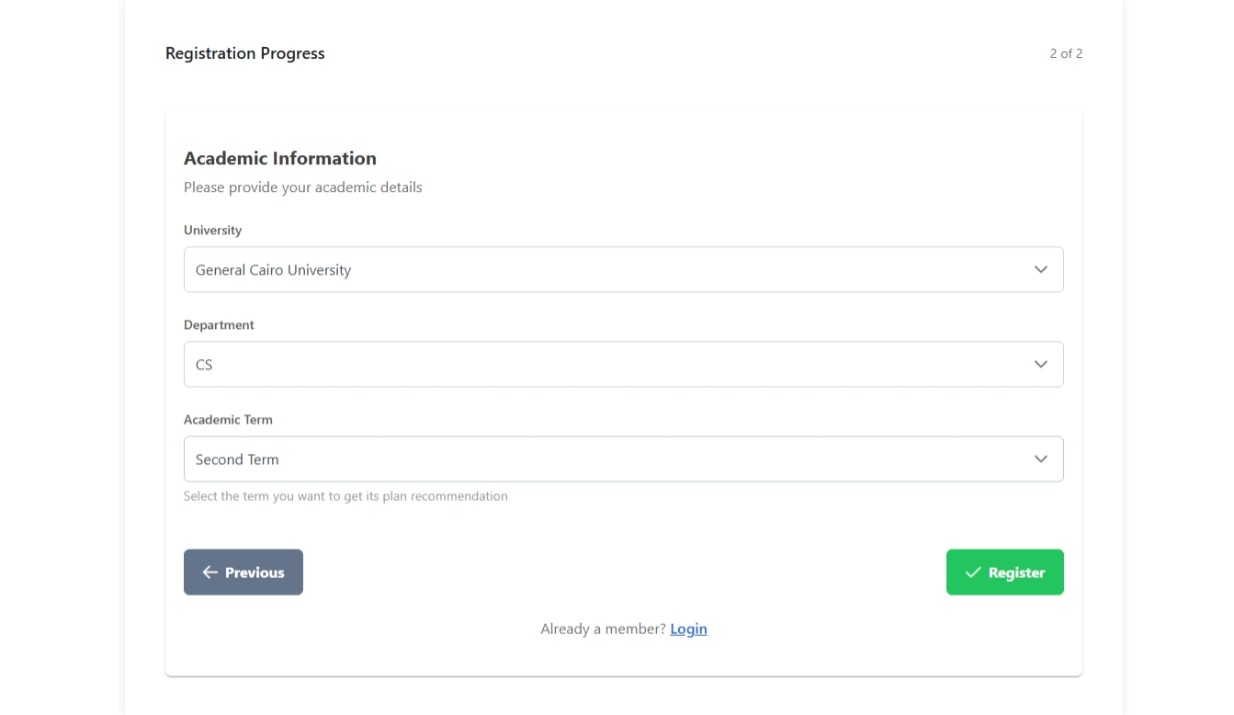 Registration Progress
2 of 2
Academic Information
Please provide your academic details
University
General Cairo University
Department
CS
Academic Term
Second Term
Select the term you want to get its plan recommendation
Previous
Register
Already a member? Login